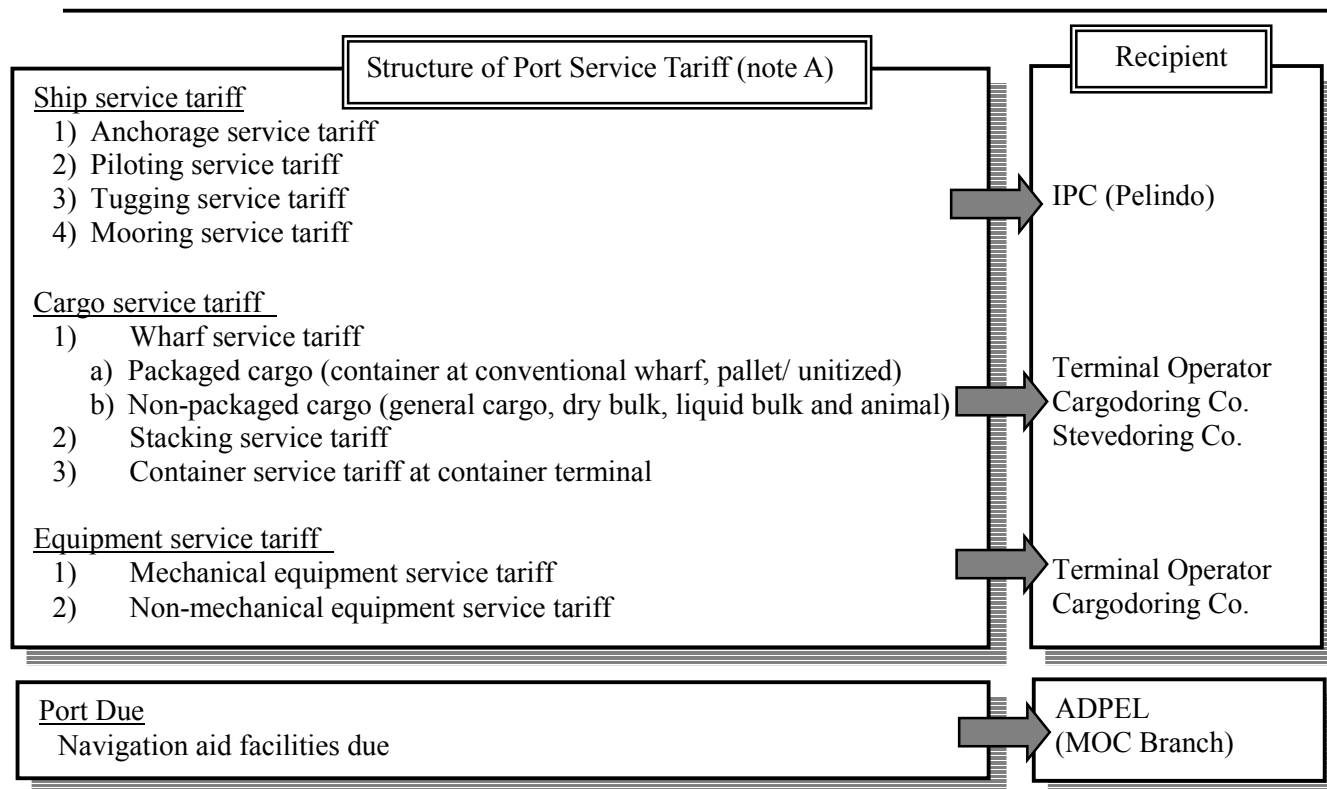 Structure of Port Service Tariff (note A)
Recipient
Ship service tariff
1) Anchorage service tariff
2) Piloting service tariff
3) Tugging service tariff
4) Mooring service tariff
IPC (Pelindo)
Cargo service tariff
1) Wharf service tariff
a) Packaged cargo (container at conventional wharf, pallet/ unitized)
b) Non-packaged cargo (general cargo, dry bulk, liquid bulk and animal)
2) Stacking service tariff
3) Container service tariff at container terminal
Terminal Operator
Cargodoring Co.
Stevedoring Co.
Equipment service tariff
1) Mechanical equipment service tariff
2) Non-mechanical equipment service tariff
Terminal Operator
Cargodoring Co.
Port Due
Navigation aid facilities due
ADPEL
(MOC Branch)